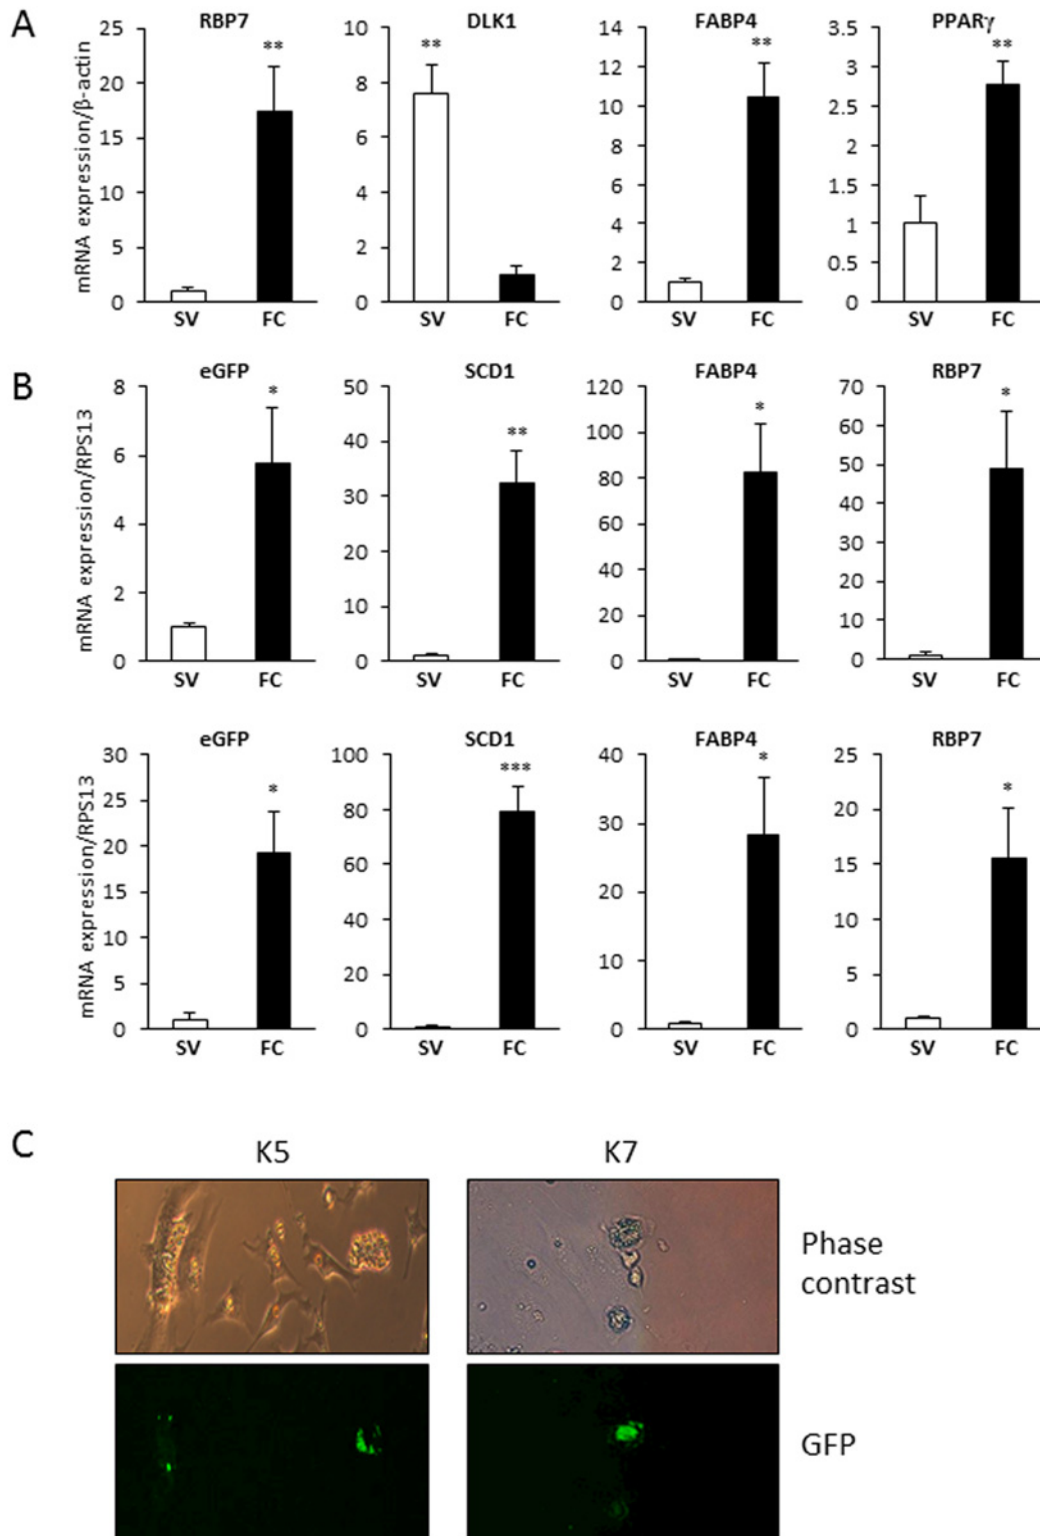 A
RBP7 DLK1 FABP4 PPARγ
mRNA expression/β-actin
25 10 14 3.5
20 8 12 3
15 6 10 2.5
10 4 8 2
5 2 6 1.5
0 0 4 1
2 0.5
0 0
** ** ** **
SV FC SV FC SV FC SV FC
B
eGFP SCD1 FABP4 RBP7
mRNA expression/RPS13
8 50 120 70
6 40 100 60
4 30 80 50
2 20 60 40
0 10 40 30
0 20 20
0 10
0
* ** * *
SV FC SV FC SV FC SV FC
eGFP SCD1 FABP4 RBP7
mRNA expression/RPS13
30 100 40 25
25 80 30 20
20 60 20 15
15 40 10 10
10 20 0 5
5 0 0
0
* *** * *
SV FC SV FC SV FC SV FC
C
K5 K7
Phase
contrast
GFP